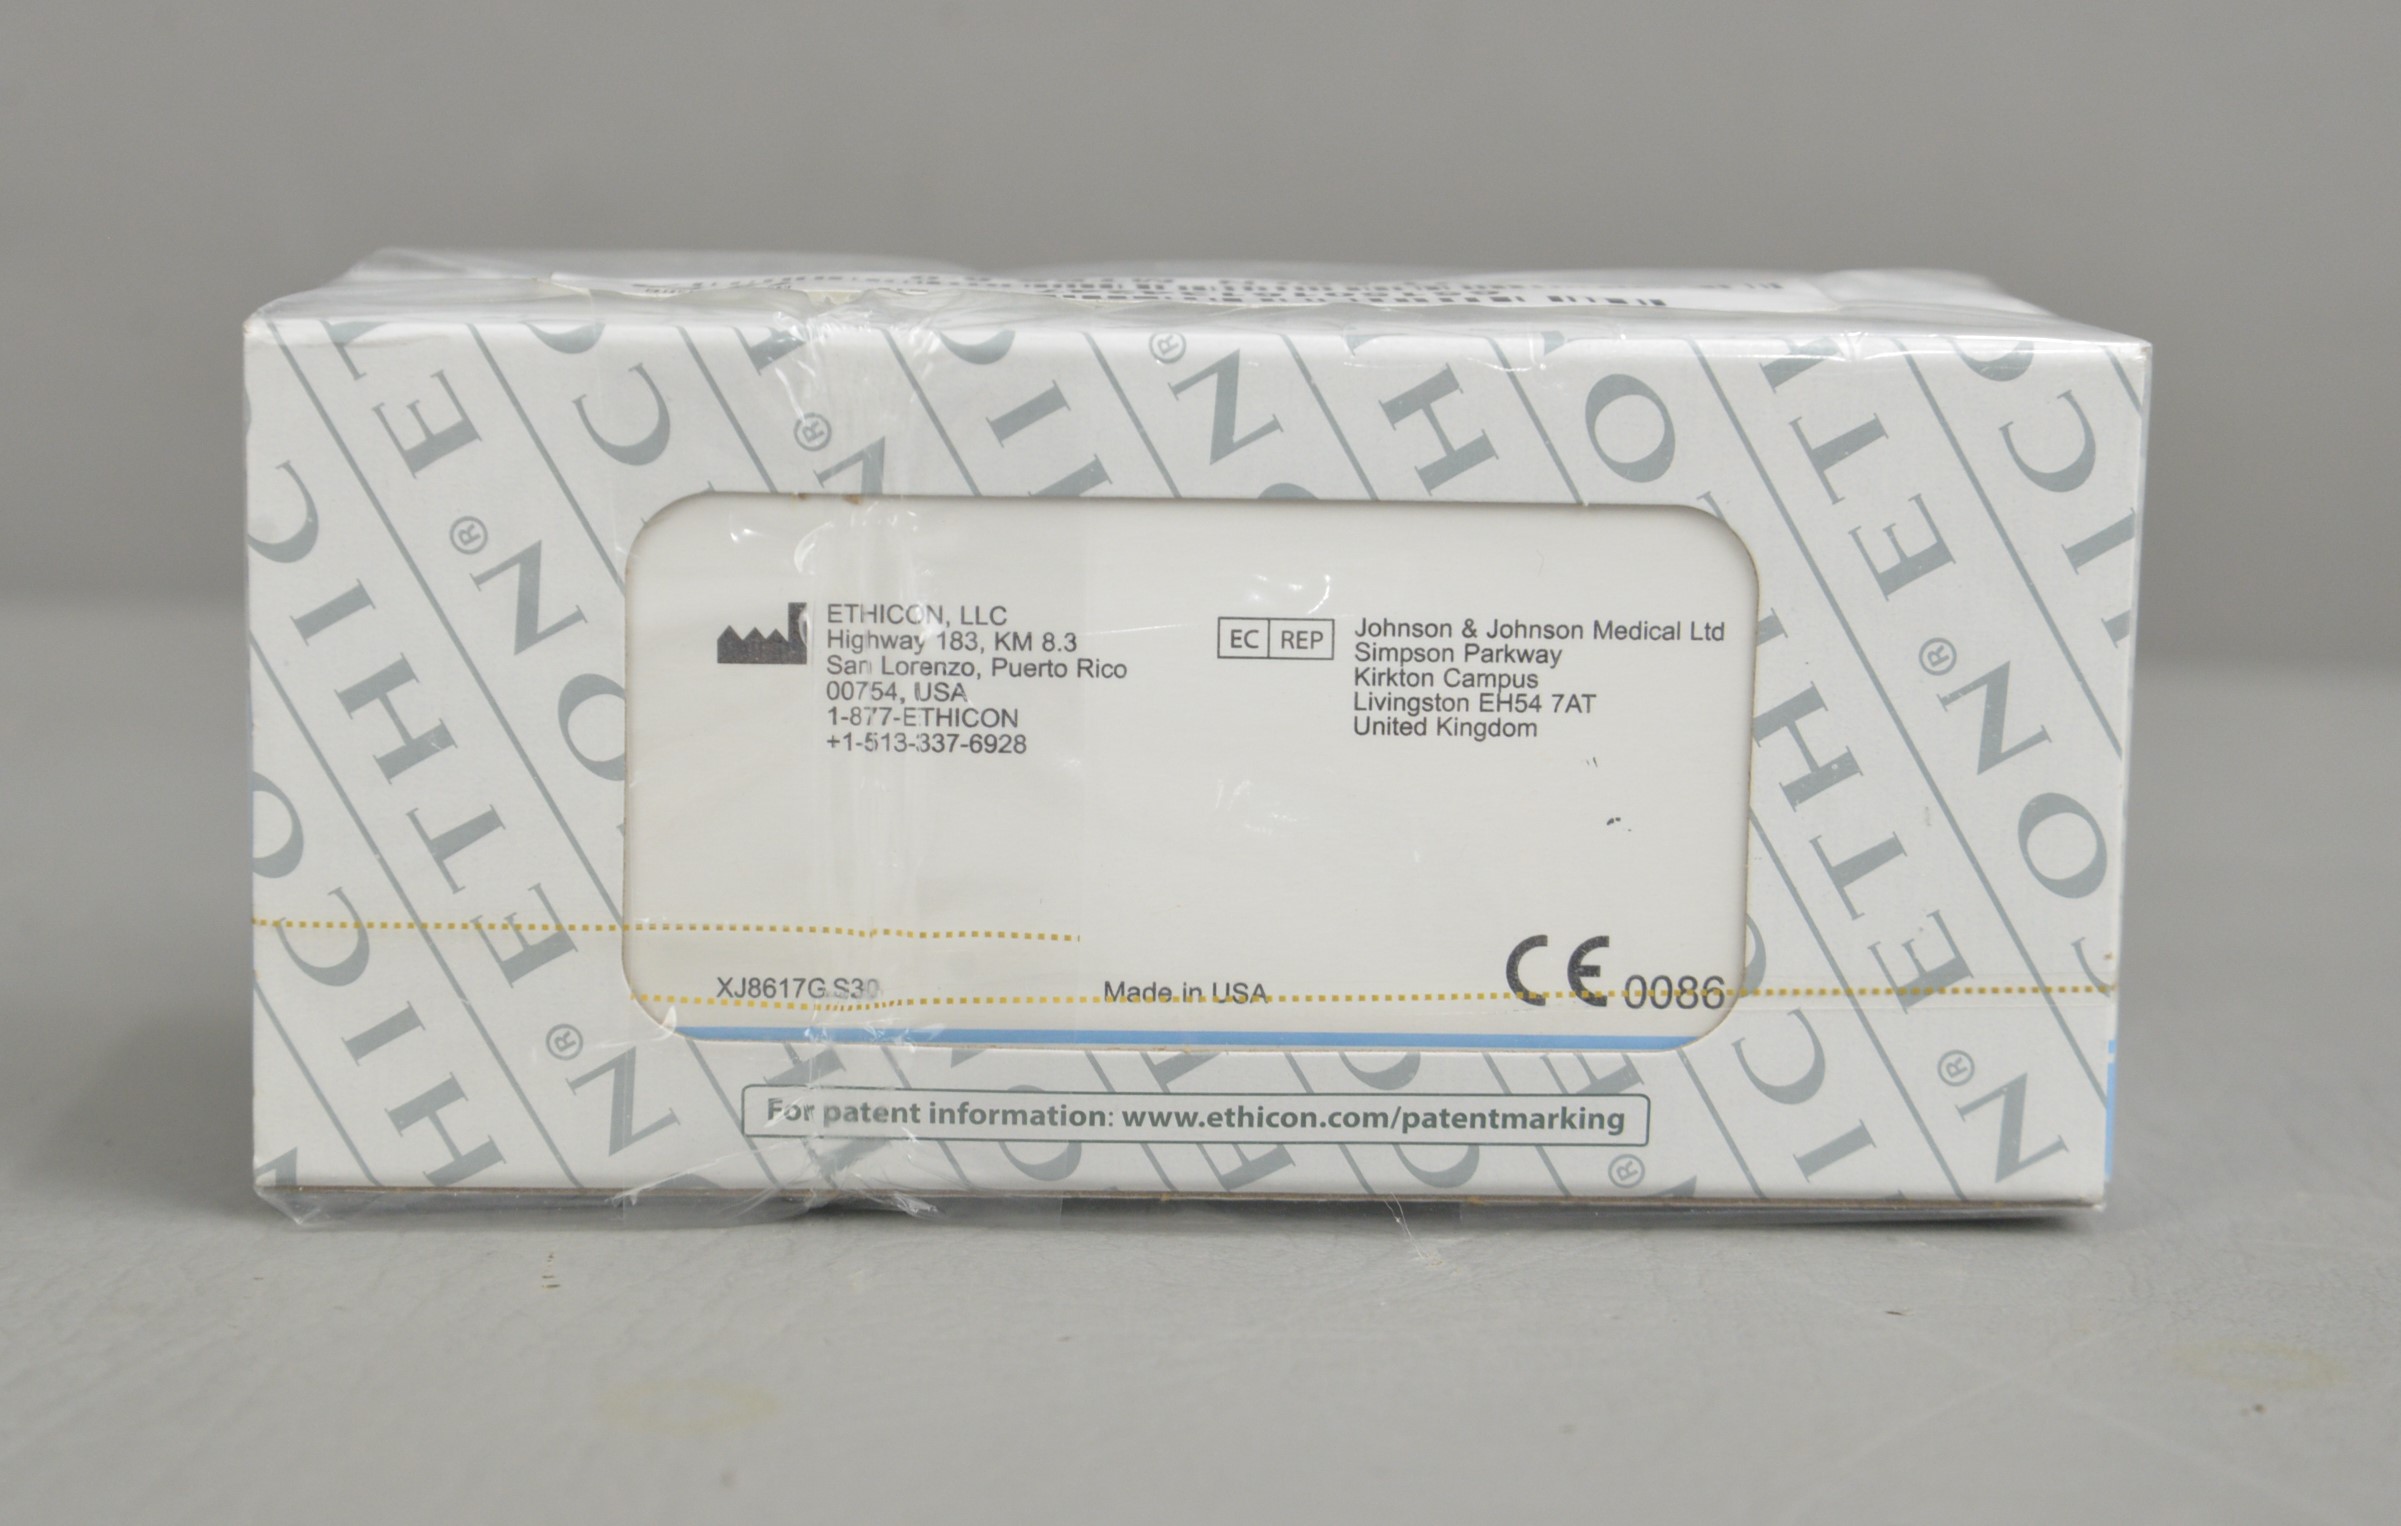 ETHICON, LLC
Highway 183, KM 8.3
San Lorenzo, Puerto Rico
00754, USA
1-877-ETHICON
+1-513-337-6928
EC REP
Johnson & Johnson Medical Ltd
Simpson Parkway
Kirkton Campus
Livingston EH54 7AT
United Kingdom
XJ8617G.S30
Made in USA
CE 0086
For patent information: www.ethicon.com/patentmarking
ETHICON®